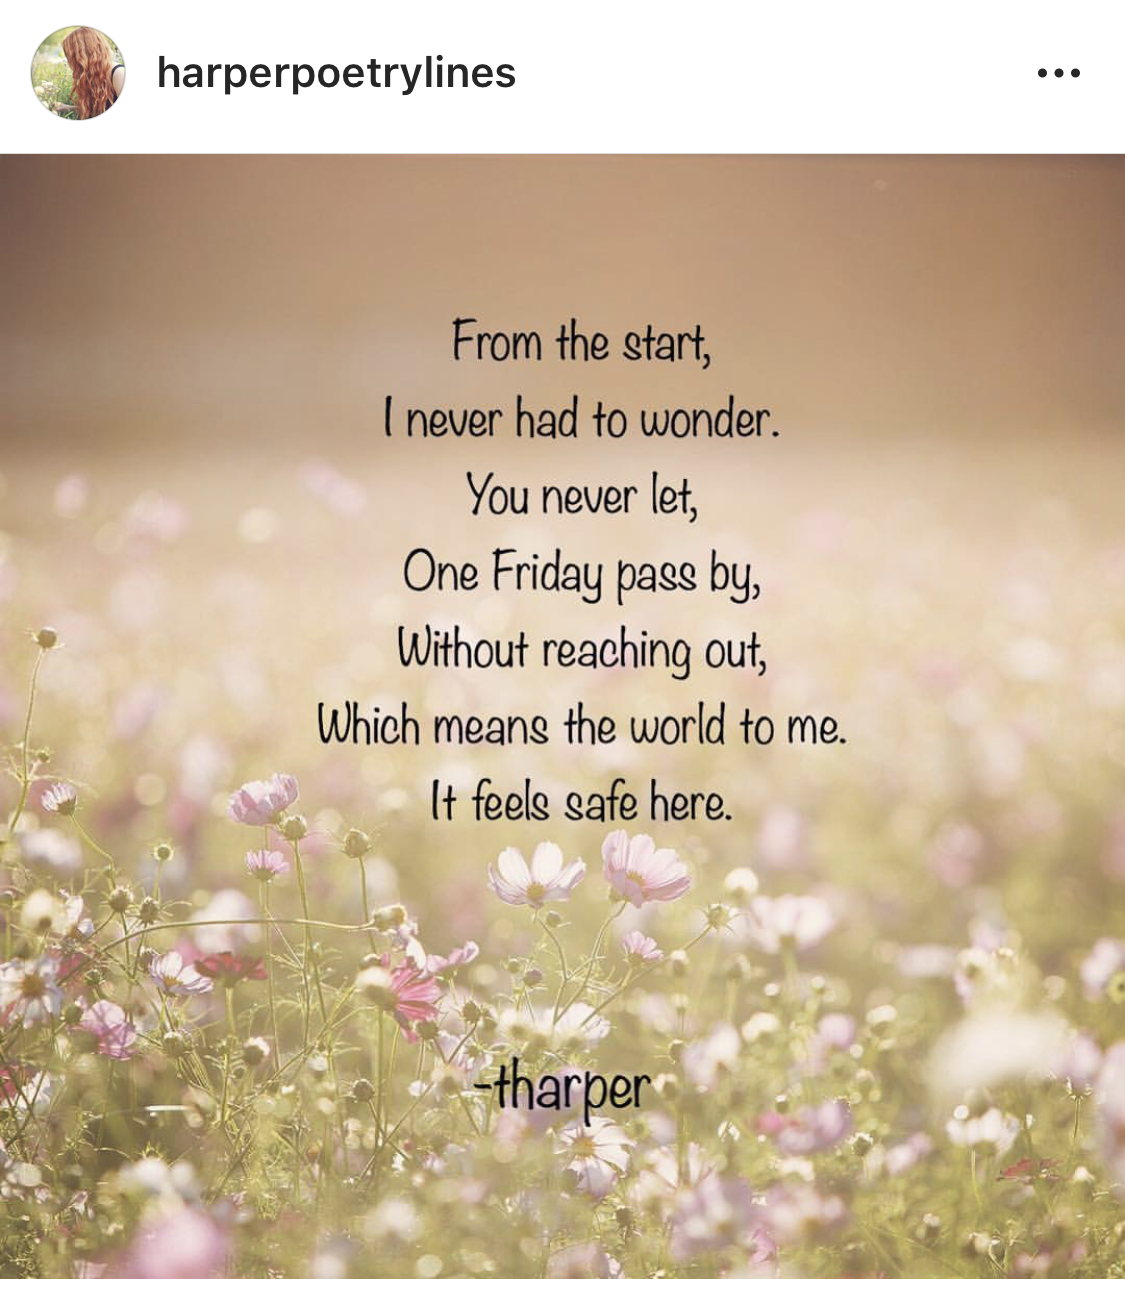 harperpoetrylines
From the start,
I never had to wonder.
You never let,
One Friday pass by,
Without reaching out,
Which means the world to me.
It feels safe here.
-tharper